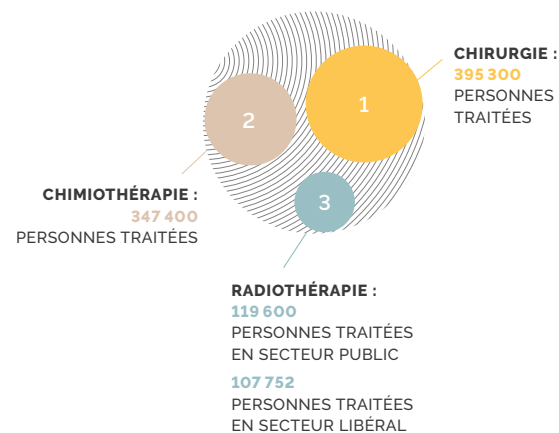 1
CHIRURGIE :
395 300
PERSONNES
TRAITÉES
2
CHIMIOTHÉRAPIE :
347 400
PERSONNES TRAITÉES
3
RADIOTHÉRAPIE :
119 600
PERSONNES TRAITÉES
EN SECTEUR PUBLIC
107 752
PERSONNES TRAITÉES
EN SECTEUR LIBÉRAL